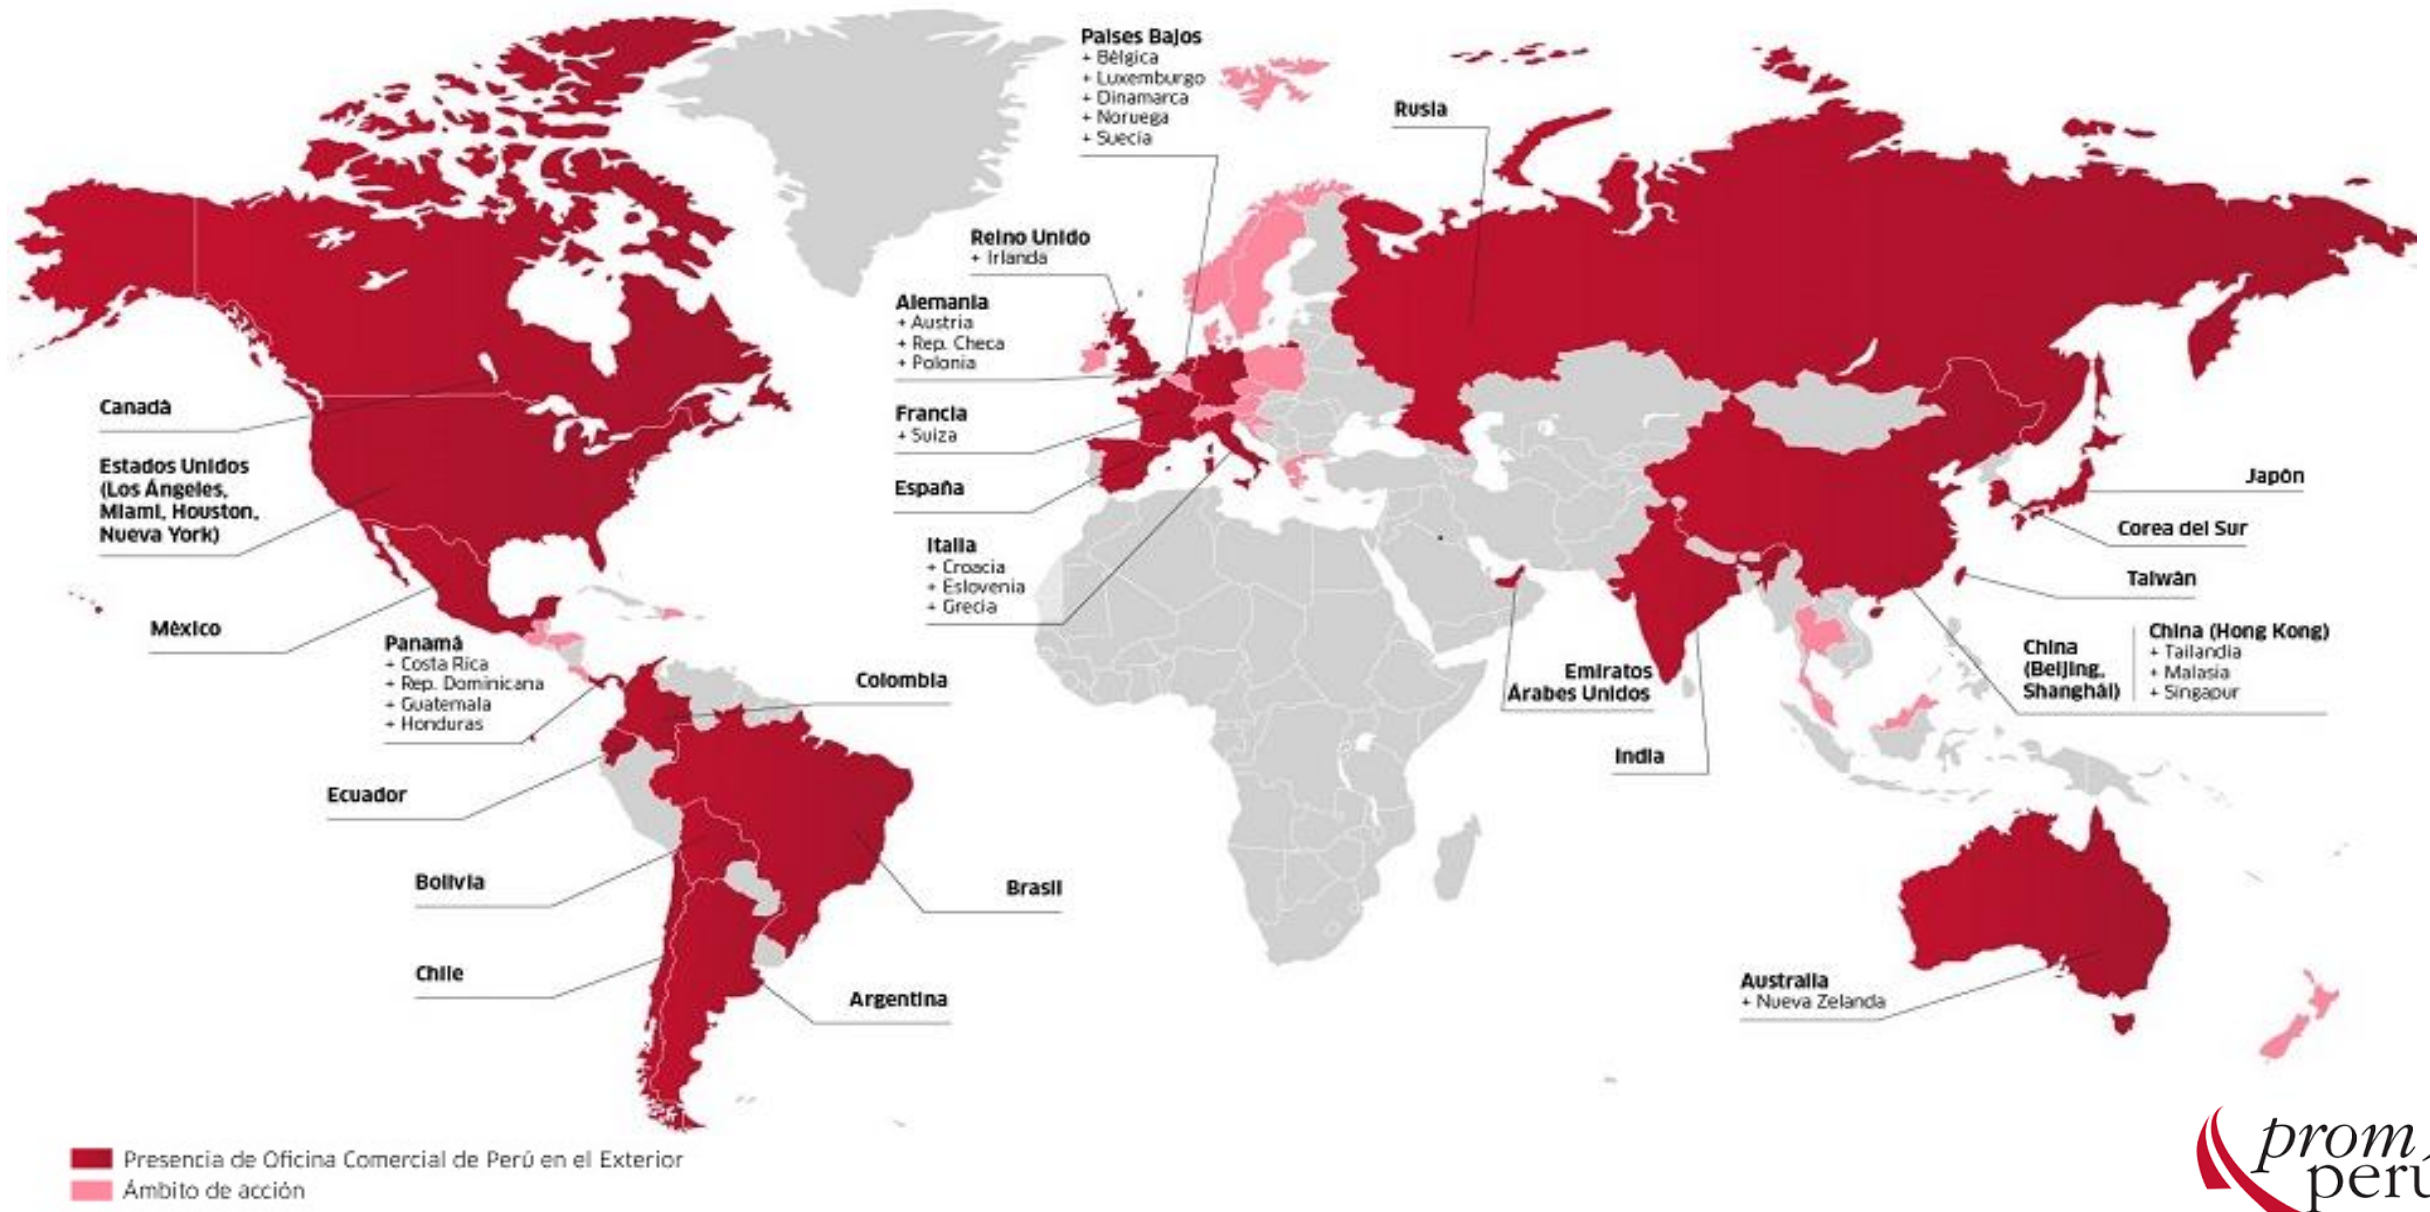 Países Bajos
+ Bélgica
+ Luxemburgo
+ Dinamarca
+ Noruega
+ Suecia
Rusia
Reino Unido
+ Irlanda
Alemania
+ Austria
+ Rep. Checa
+ Polonia
Francia
+ Suiza
España
Italia
+ Croacia
+ Eslovenia
+ Grecia
Canadá
Estados Unidos
(Los Ángeles,
Miami, Houston,
Nueva York)
México
Panamá
+ Costa Rica
+ Rep. Dominicana
+ Guatemala
+ Honduras
Colombia
Ecuador
Bolivia
Brasil
Chile
Argentina
Japón
Corea del Sur
Taiwán
China
(Beijing,
Shanghái)
China (Hong Kong)
+ Tailandia
+ Malasia
+ Singapur
Emiratos
Árabes Unidos
India
Australia
+ Nueva Zelanda
Presencia de Oficina Comercial de Perú en el Exterior
Ámbito de acción
prom
perú